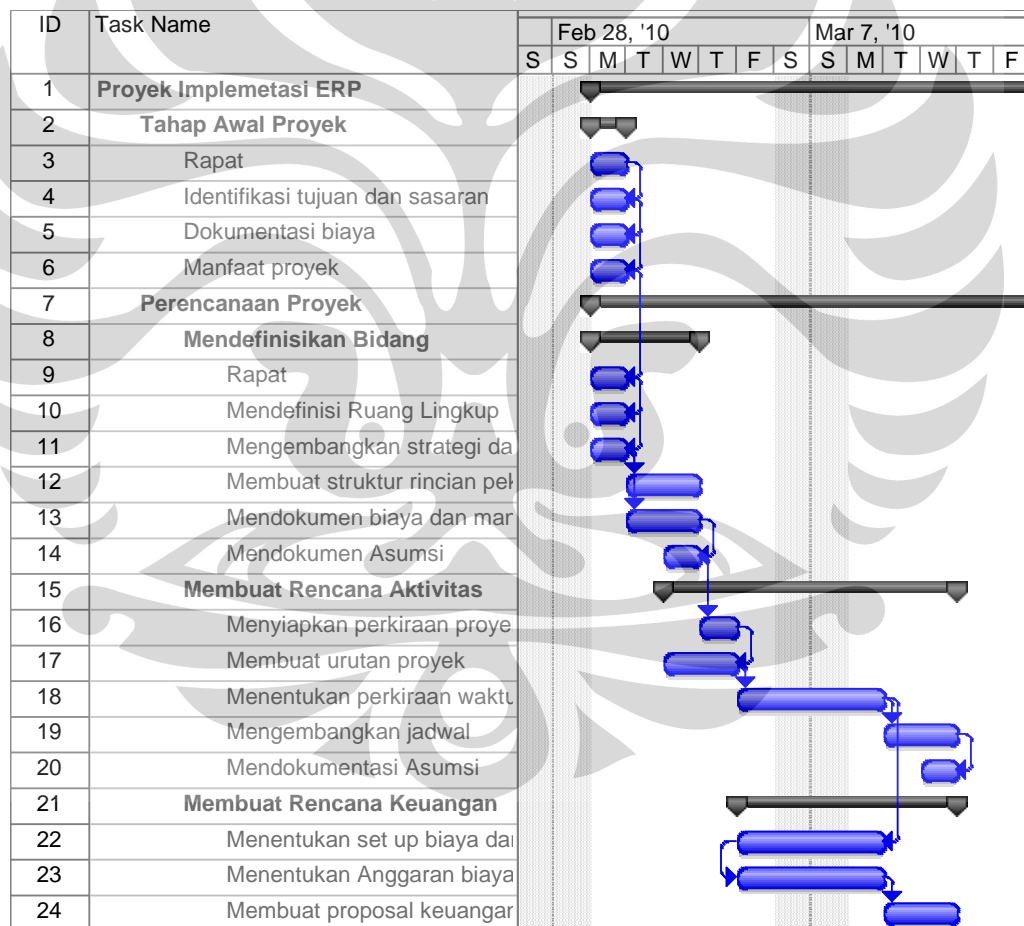 ID Task Name Feb 28, '10 Mar 7, '10
S S M T W T F S S M T W T F
1 Proyek Implemetasi ERP
2 Tahap Awal Proyek
3 Rapat
4 Identifikasi tujuan dan sasaran
5 Dokumentasi biaya
6 Manfaat proyek
7 Perencanaan Proyek
8 Mendefinisikan Bidang
9 Rapat
10 Mendefinisi Ruang Lingkup
11 Mengembangkan strategi da
12 Membuat struktur rincian pek
13 Mendokumen biaya dan man
14 Mendokumen Asumsi
15 Membuat Rencana Aktivitas
16 Menyiapkan perkiraan proye
17 Membuat urutan proyek
18 Menentukan perkiraan waktu
19 Mengembangkan jadwal
20 Mendokumentasi Asumsi
21 Membuat Rencana Keuangan
22 Menentukan set up biaya dan
23 Menentukan Anggaran biaya
24 Membuat proposal keuangan